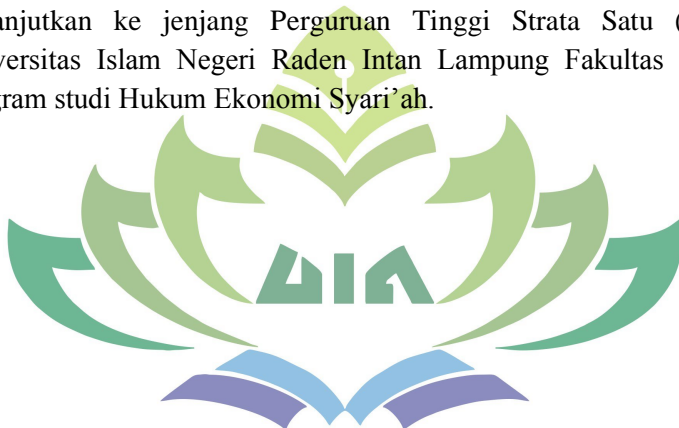 anjutkan ke jenjang Perguruan Tinggi Strata Satu (
versitas Islam Negeri Raden Intan Lampung Fakultas
gram studi Hukum Ekonomi Syari’ah.